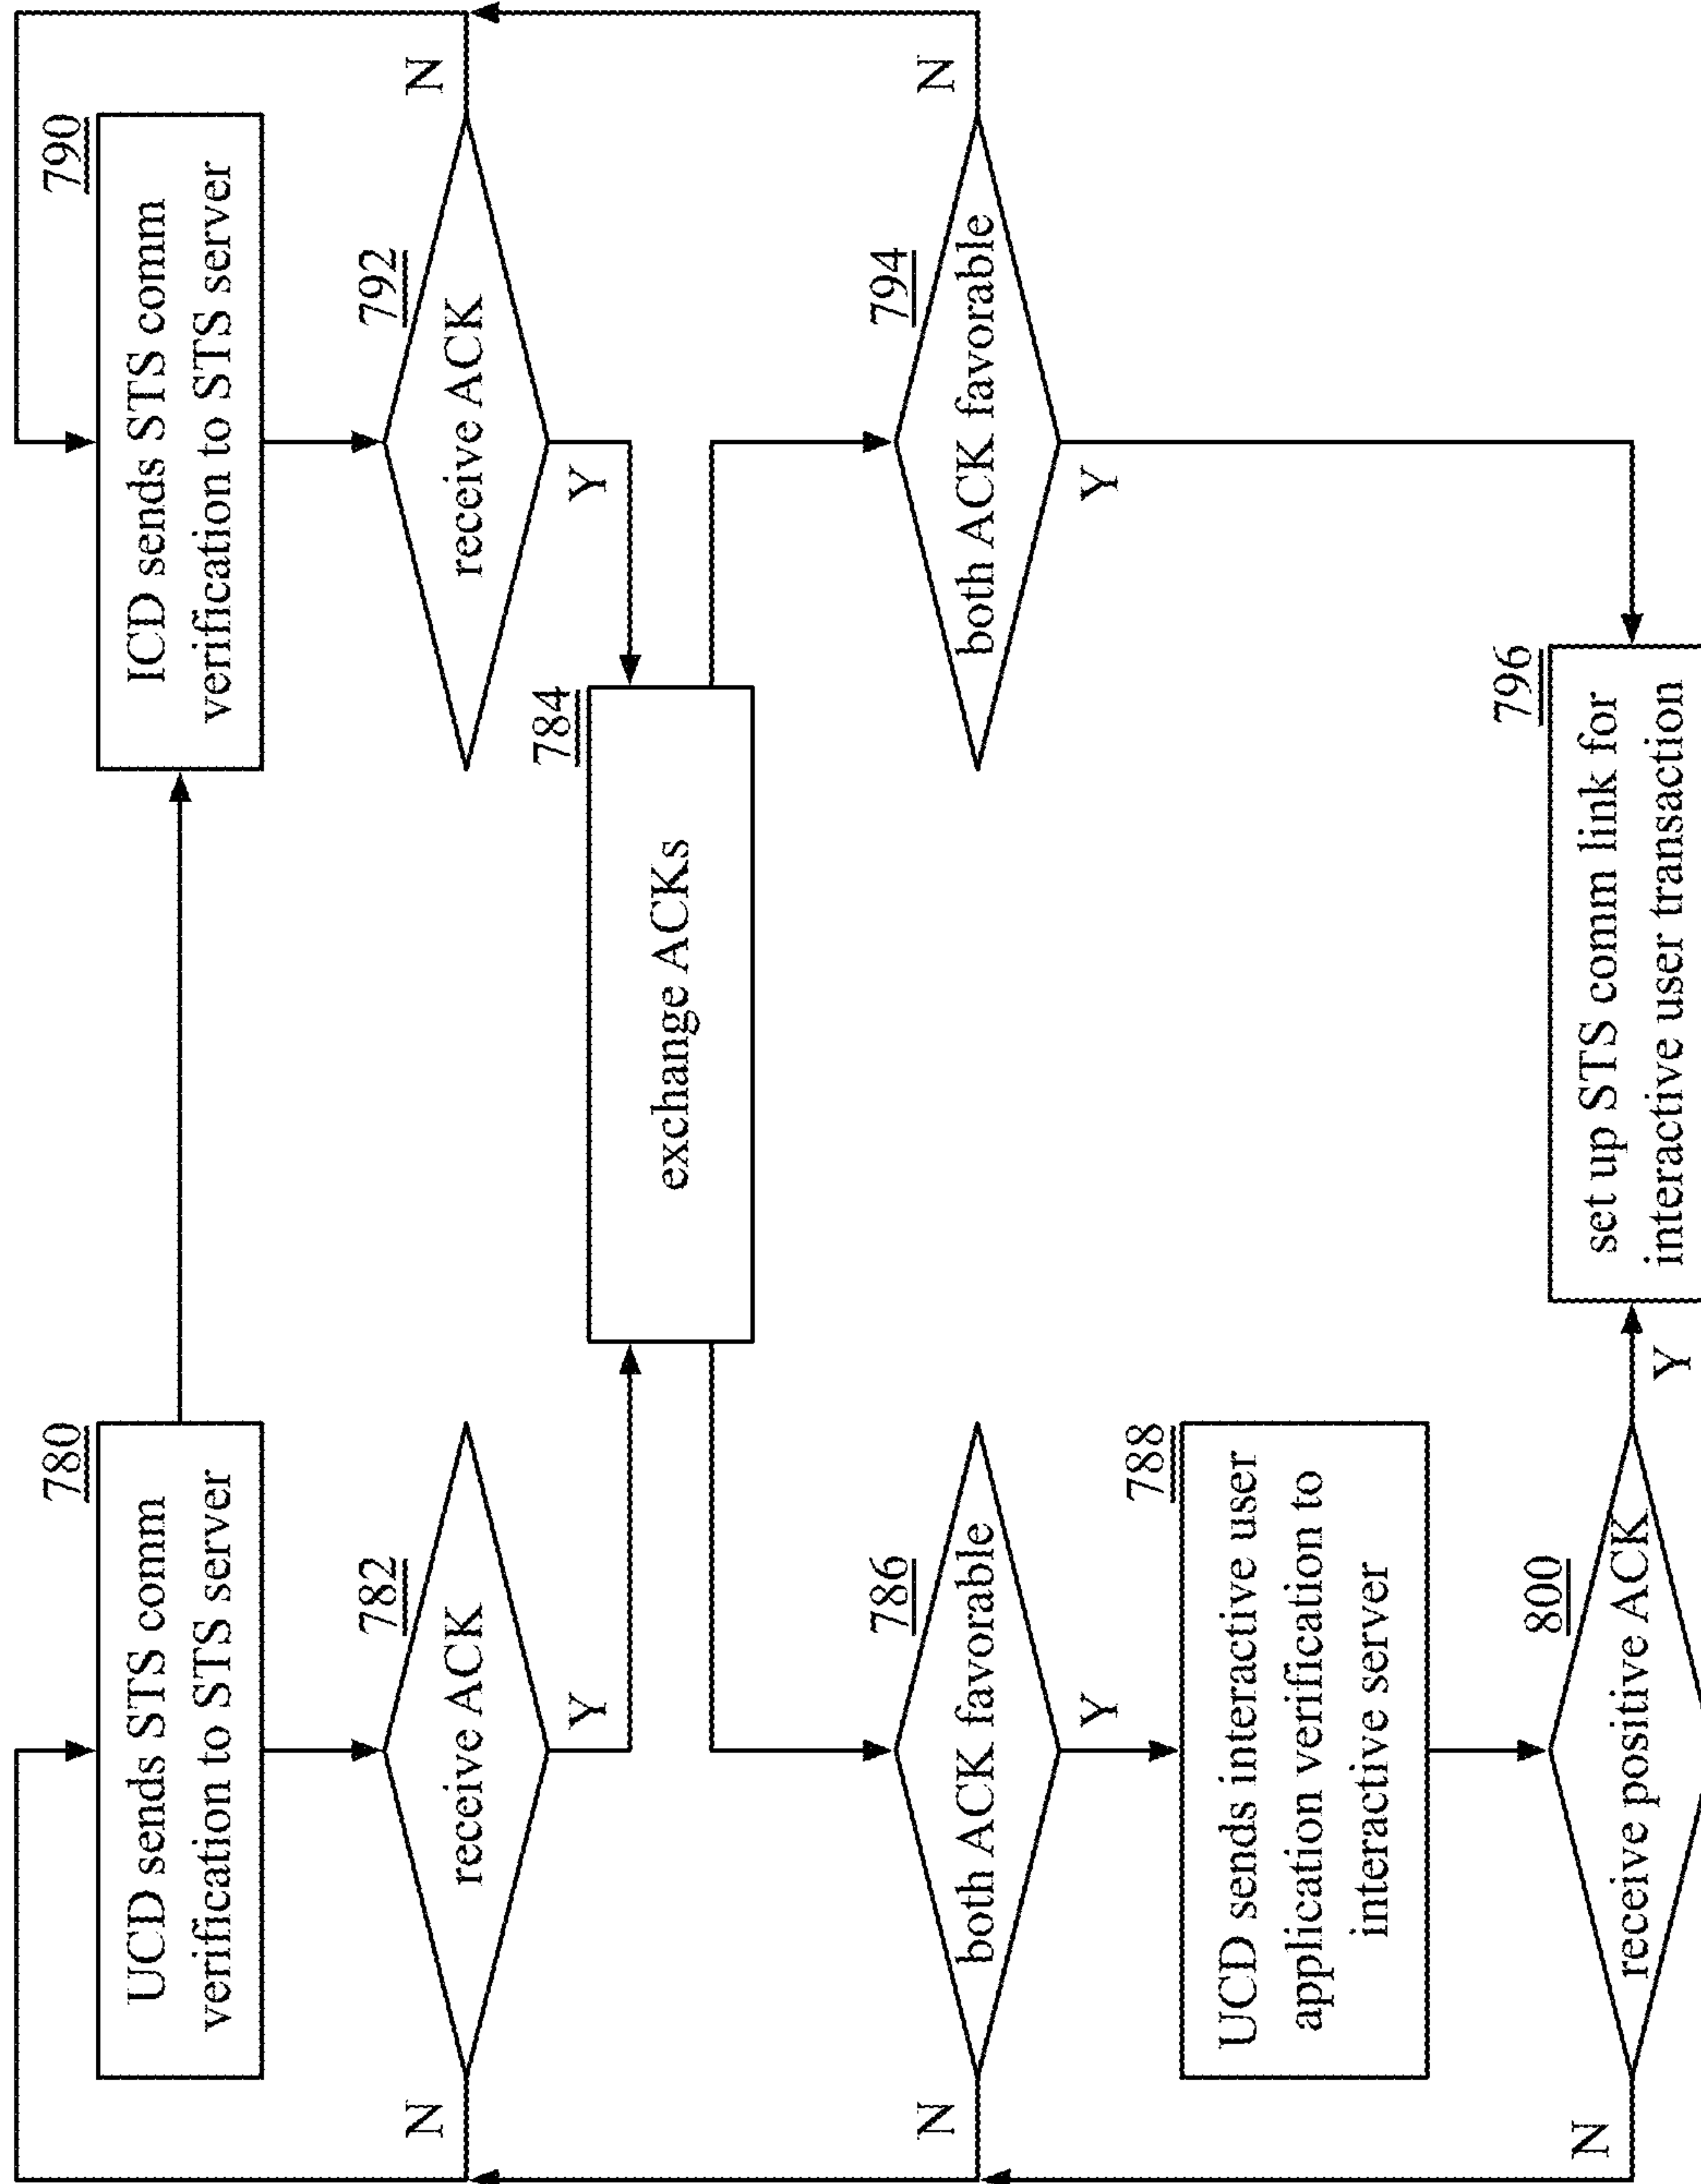 780
UCD sends STS comm
verification to STS server
790
ICD sends STS comm
verification to STS server
782
receive ACK
N
Y
792
receive ACK
N
Y
784
exchange ACKs
786
both ACK favorable
N
Y
794
both ACK favorable
N
Y
788
UCD sends interactive user
application verification to
interactive server
800
receive positive ACK
N
Y
796
set up STS comm link for
interactive user transaction